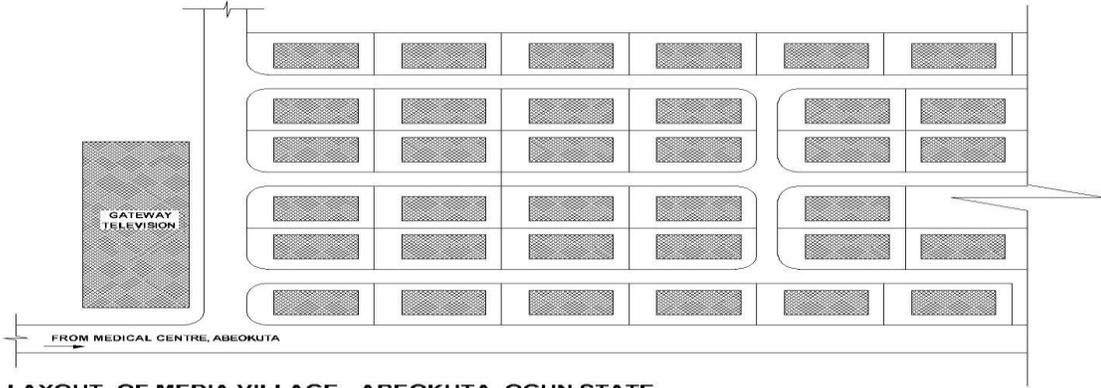 GATEWAY
TELEVISION
FROM MEDICAL CENTRE, ABEOKUTA
LAYOUT OF MEDIA VILLAGE, ABEOKUTA, OGUN STATE